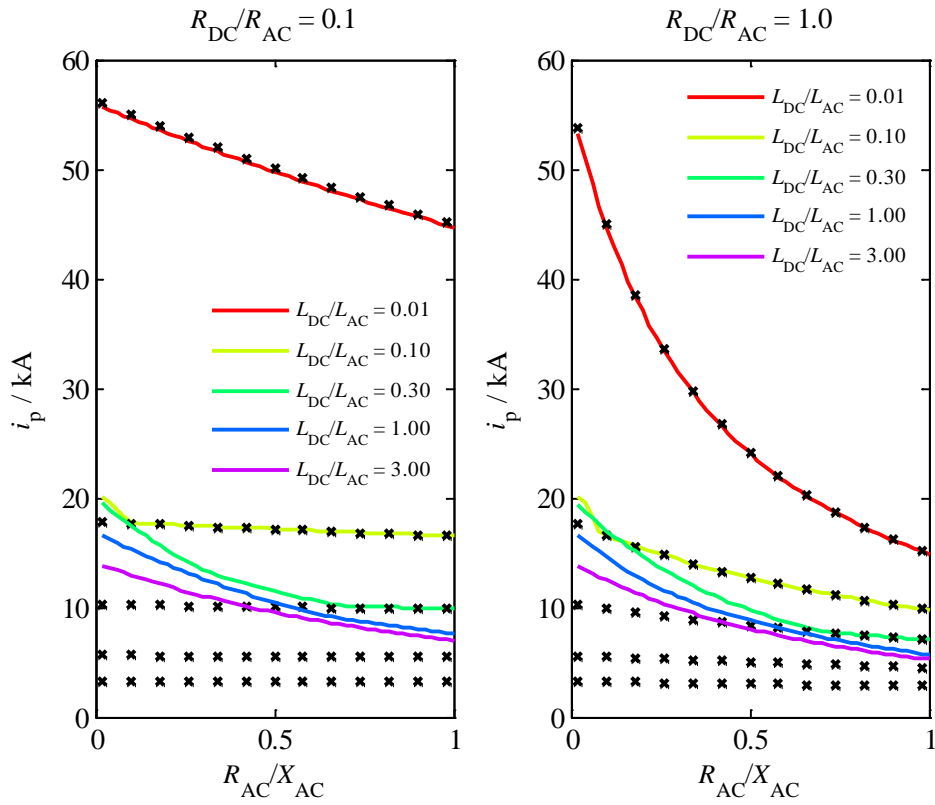 R_DC/R_AC = 0.1
60
50
40
30
20
10
0
i_p / kA
L_DC/L_AC = 0.01
L_DC/L_AC = 0.10
L_DC/L_AC = 0.30
L_DC/L_AC = 1.00
L_DC/L_AC = 3.00
0 0.5 1
R_AC/X_AC
R_DC/R_AC = 1.0
60
50
40
30
20
10
0
i_p / kA
L_DC/L_AC = 0.01
L_DC/L_AC = 0.10
L_DC/L_AC = 0.30
L_DC/L_AC = 1.00
L_DC/L_AC = 3.00
0 0.5 1
R_AC/X_AC